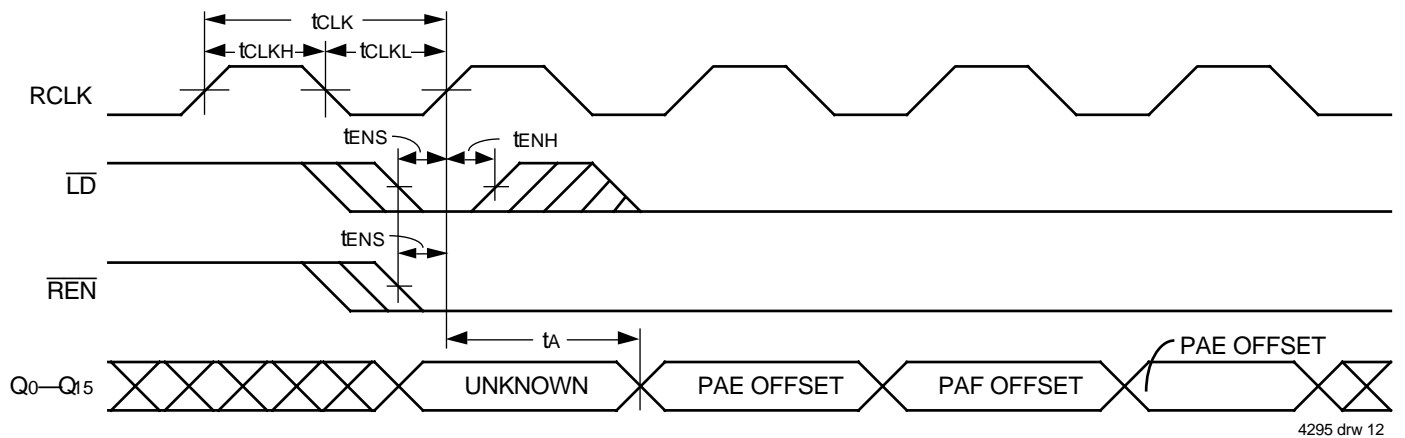 tCLK
tCLKH
tCLKL
RCLK
tENS
tENH
LD
tENS
REN
tA
PAE OFFSET
Q0—Q15
UNKNOWN
PAE OFFSET
PAF OFFSET
4295 drw 12